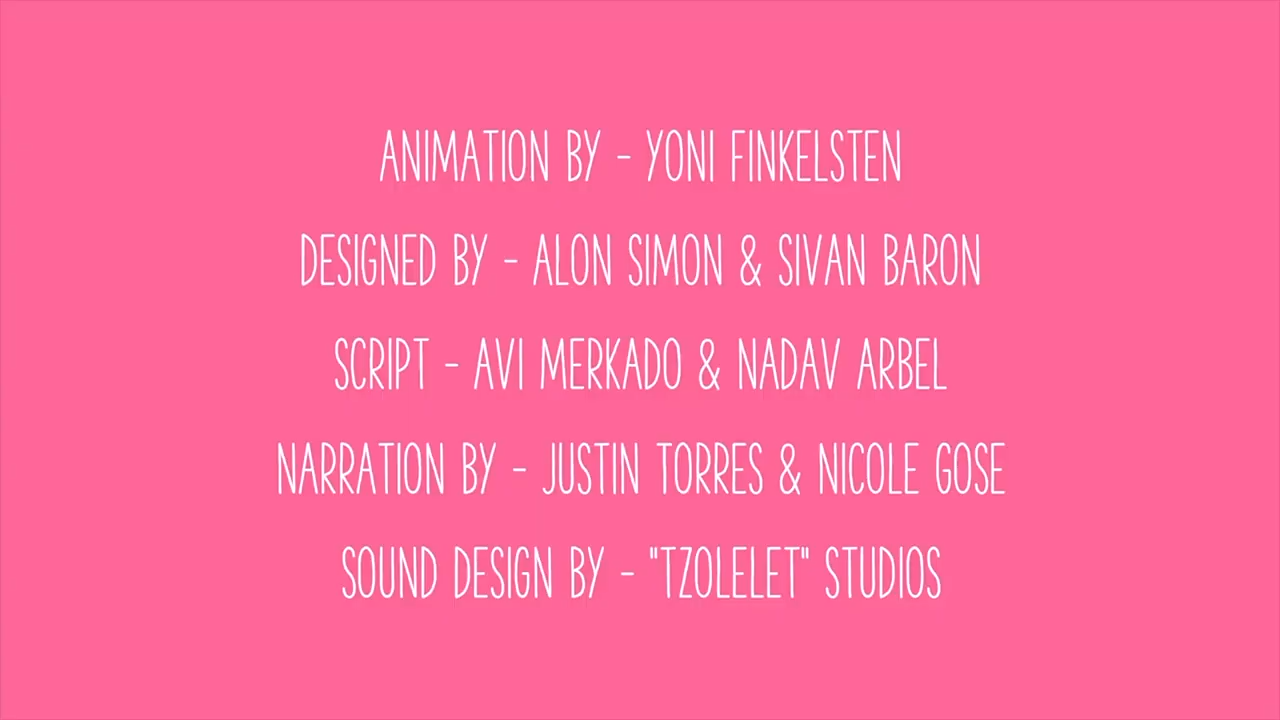 ANIMATION BY - YONI FINKELSTEN
DESIGNED BY - ALON SIMON & SIVAN BARON
SCRIPT - AVI MERKADO & NADAV ARBEL
NARRATION BY - JUSTIN TORRES & NICOLE GOSE
SOUND DESIGN BY - "TZOLELET" STUDIOS